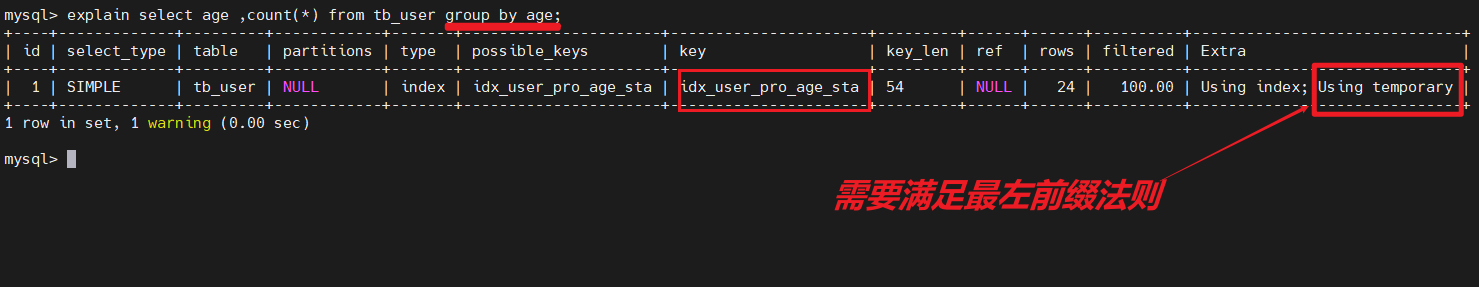 mysql> explain select age ,count(*) from tb_user group by age;
+----+-------------+---------+------------+-------+----------------------+----------------------+---------+------+------+----------+------------------------------+
| id | select_type | table | partitions | type | possible_keys | key | key_len | ref | rows | filtered | Extra |
+----+-------------+---------+------------+-------+----------------------+----------------------+---------+------+------+----------+------------------------------+
| 1 | SIMPLE | tb_user | NULL | index | idx_user_pro_age_sta | idx_user_pro_age_sta | 54 | NULL | 24 | 100.00 | Using index; Using temporary |
+----+-------------+---------+------------+-------+----------------------+----------------------+---------+------+------+----------+------------------------------+
1 row in set, 1 warning (0.00 sec)
mysql>
需要满足最左前缀法则